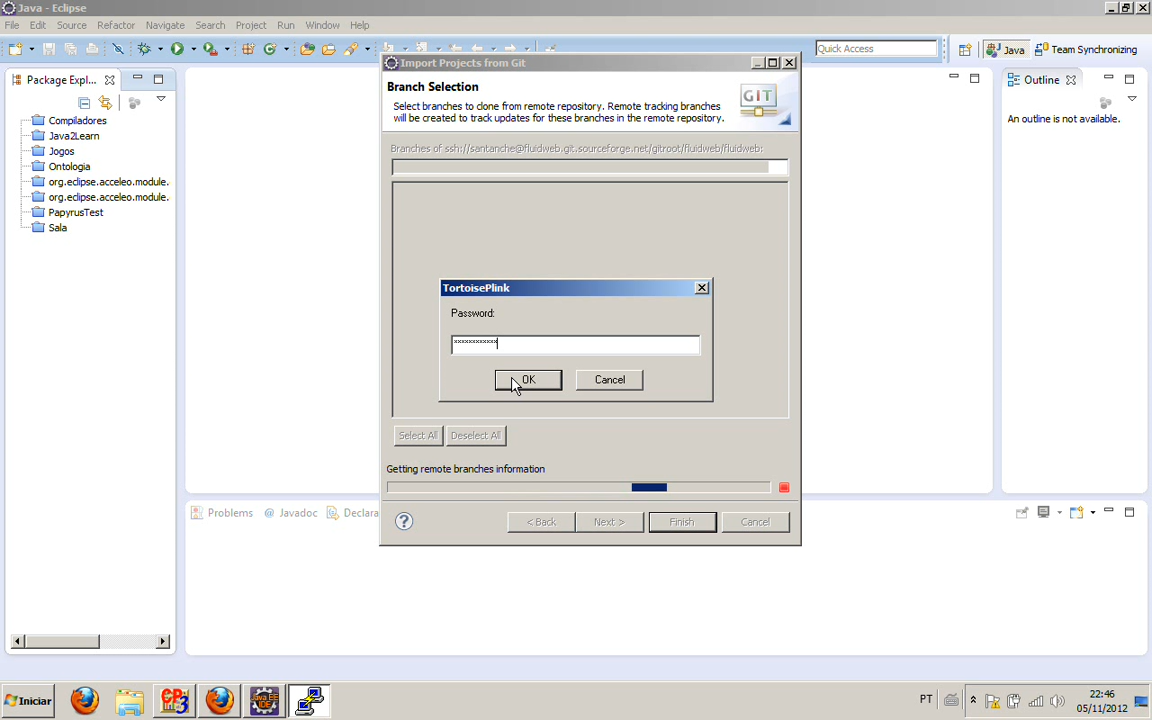 Java - Eclipse
File Edit Source Refactor Navigate Search Project Run Window Help
Quick Access
Java
Team Synchronizing
Package Expl...
Compiladores
Java2Learn
Jogos
Ontologia
org.eclipse.acceleo.module.
org.eclipse.acceleo.module.
PapyrusTest
Sala
Import Projects from Git
Branch Selection
Select branches to clone from remote repository. Remote tracking branches
will be created to track updates for these branches in the remote repository.
GIT
Branches of ssh://santanche@fluidweb.git.sourceforge.net/gitroot/fluidweb/fluidweb:
TortoisePlink
Password:
xxxxxxxxxxxx
OK
Cancel
Select All
Deselect All
Getting remote branches information
< Back
Next >
Finish
Cancel
Outline
An outline is not available.
Problems
@ Javadoc
Declara
Iniciar
Java EE
IDE
PT
22:46
05/11/2012